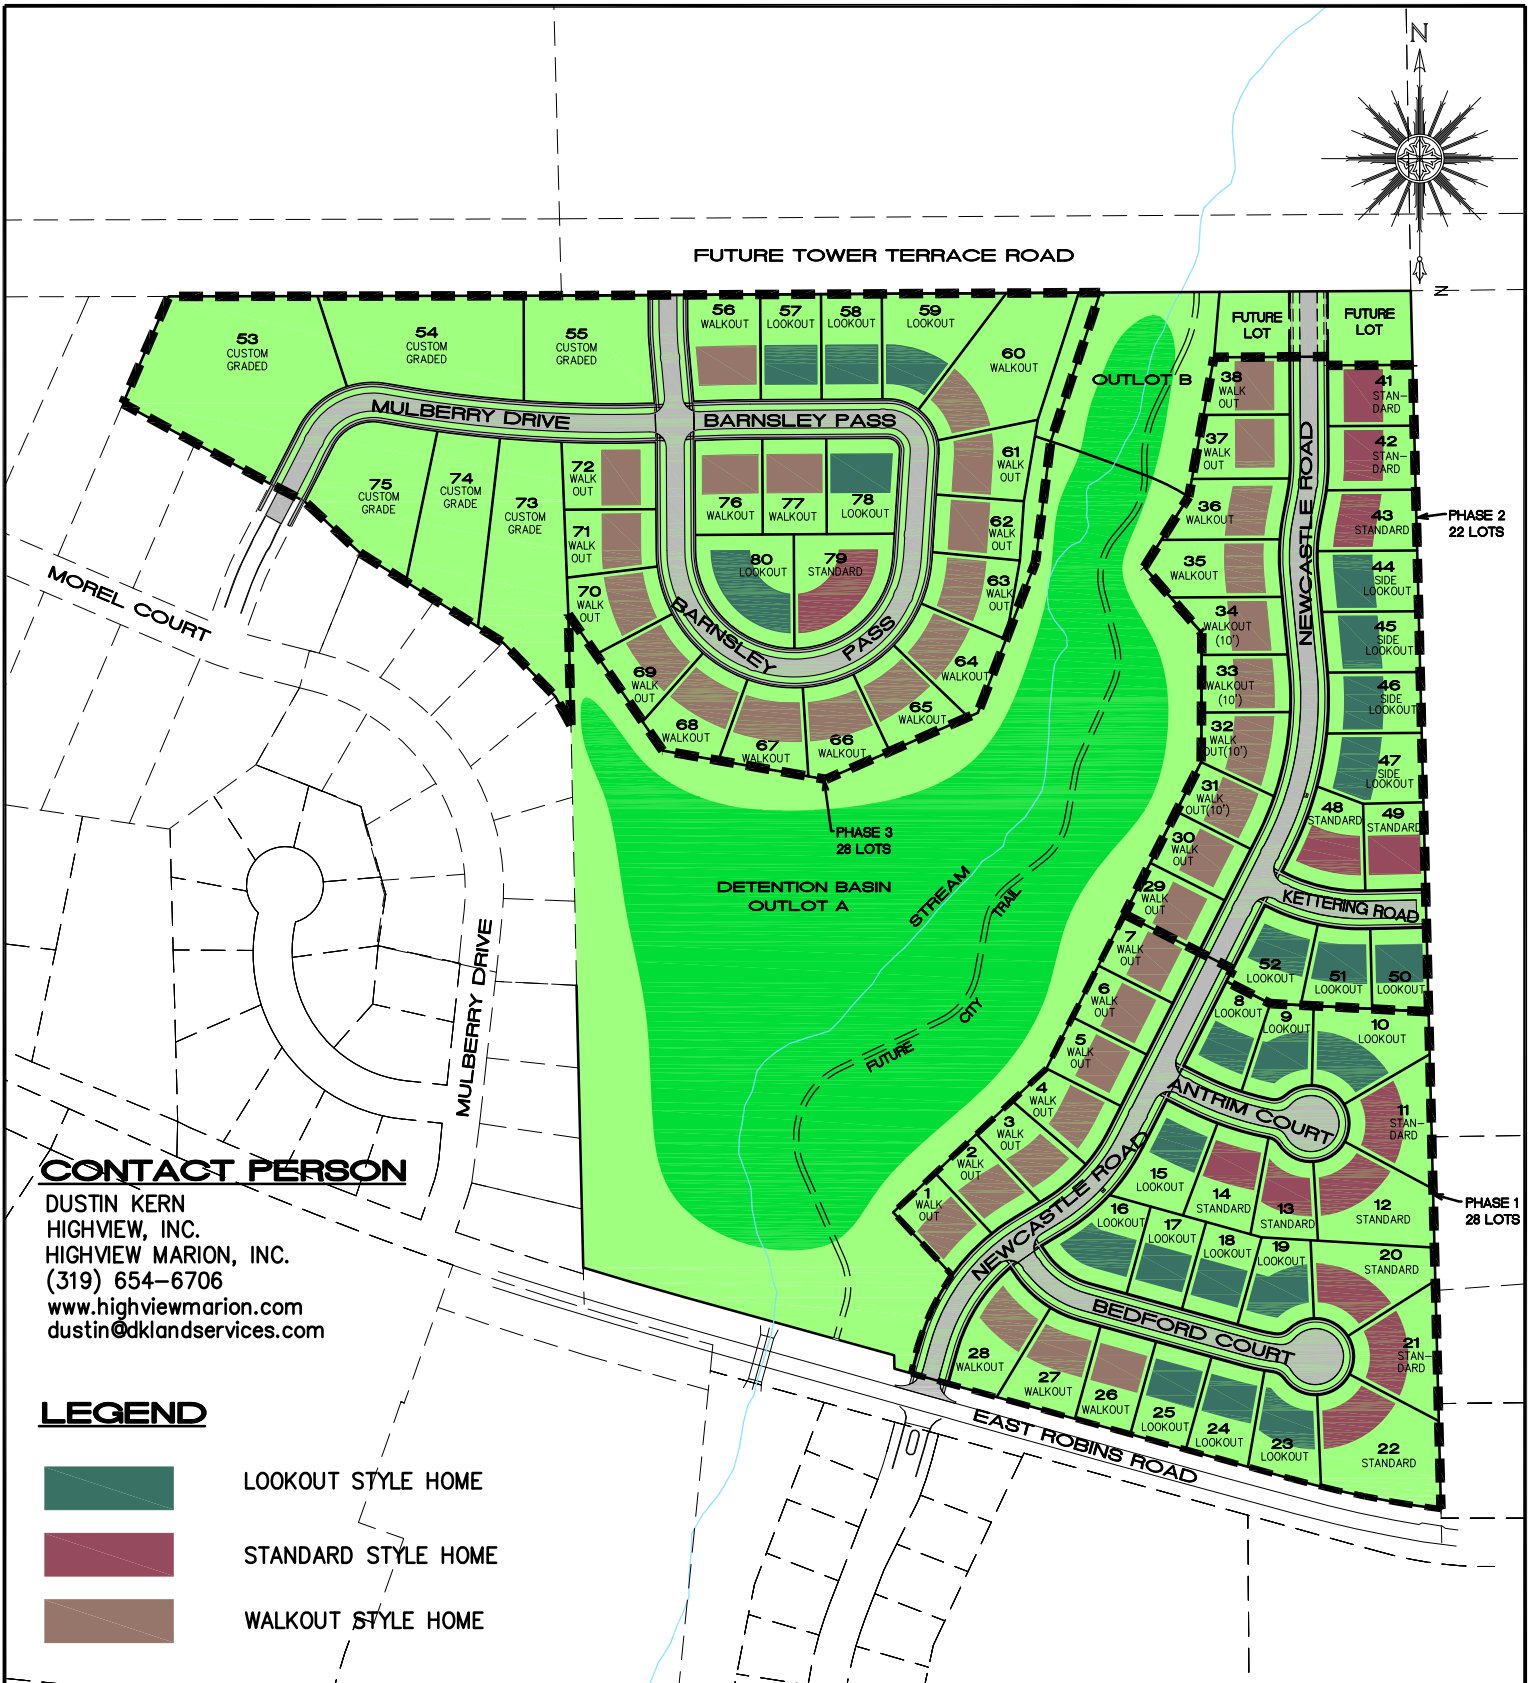 N
Z
FUTURE TOWER TERRACE ROAD
53
CUSTOM
GRADED
54
CUSTOM
GRADED
55
CUSTOM
GRADED
56
WALKOUT
57
LOOKOUT
58
LOOKOUT
59
LOOKOUT
60
WALKOUT
OUTLOT B
FUTURE
LOT
FUTURE
LOT
MULBERRY DRIVE
BARNSLEY PASS
38
WALK
OUT
41
STAN-
DARD
37
WALK
OUT
42
STAN-
DARD
NEWCASTLE ROAD
75
CUSTOM
GRADE
74
CUSTOM
GRADE
73
CUSTOM
GRADE
72
WALK
OUT
76
WALKOUT
77
WALKOUT
78
LOOKOUT
61
WALK
OUT
36
WALKOUT
43
STANDARD
PHASE 2
22 LOTS
71
WALK
OUT
62
WALK
OUT
80
LOOKOUT
79
STANDARD
35
WALKOUT
44
SIDE
LOOKOUT
MOREL COURT
70
WALK
OUT
63
WALK
OUT
34
WALKOUT
(10')
45
SIDE
LOOKOUT
BARNSLEY
PASS
69
WALK
OUT
64
WALKOUT
33
WALKOUT
(10')
46
SIDE
LOOKOUT
68
WALKOUT
67
WALKOUT
66
WALKOUT
65
WALKOUT
32
WALK
OUT(10')
47
SIDE
LOOKOUT
31
WALK
OUT(10')
48
STANDARD
49
STANDARD
PHASE 3
28 LOTS
30
WALK
OUT
DETENTION BASIN
OUTLOT A
STREAM
TRAIL
CITY
FUTURE
29
WALK
OUT
KETTERING ROAD
7
WALK
OUT
52
LOOKOUT
51
LOOKOUT
50
LOOKOUT
6
WALK
OUT
8
LOOKOUT
9
LOOKOUT
10
LOOKOUT
MULBERRY DRIVE
5
WALK
OUT
4
WALK
OUT
ANTRIM COURT
11
STAN-
DARD
3
WALK
OUT
2
WALK
OUT
1
WALK
OUT
NEWCASTLE ROAD
15
LOOKOUT
14
STANDARD
13
STANDARD
12
STANDARD
PHASE 1
28 LOTS
16
LOOKOUT
17
LOOKOUT
18
LOOKOUT
19
LOOKOUT
20
STANDARD
BEDFORD COURT
21
STAN-
DARD
28
WALKOUT
27
WALKOUT
26
WALKOUT
25
LOOKOUT
24
LOOKOUT
23
LOOKOUT
22
STANDARD
EAST ROBINS ROAD
CONTACT PERSON
DUSTIN KERN
HIGHVIEW, INC.
HIGHVIEW MARION, INC.
(319) 654-6706
www.highviewmarion.com
dustin@dklandservices.com
LEGEND
LOOKOUT STYLE HOME
STANDARD STYLE HOME
WALKOUT STYLE HOME